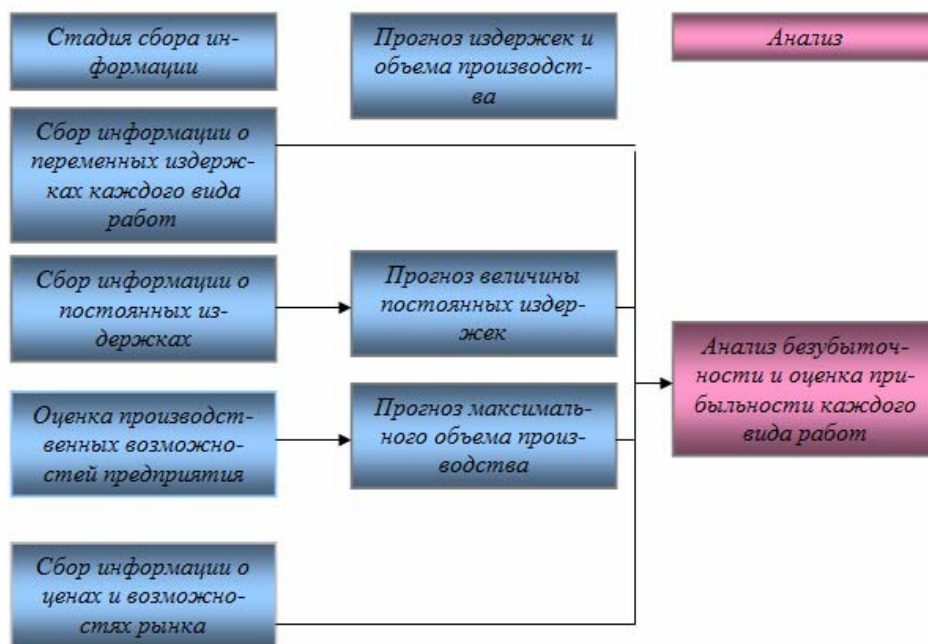 Стадия сбора ин-
формации
Прогноз издержек и
объема производст-
ва
Анализ
Сбор информации о
переменных издерж-
ках каждого вида
работ
Сбор информации о
постоянных из-
держках
Прогноз величины
постоянных издер-
жек
Анализ безубыточ-
ности и оценка при-
быльности каждого
вида работ
Оценка производст-
венных возможно-
стей предприятия
Прогноз максималь-
ного объема произ-
водства
Сбор информации о
ценах и возможно-
стях рынка